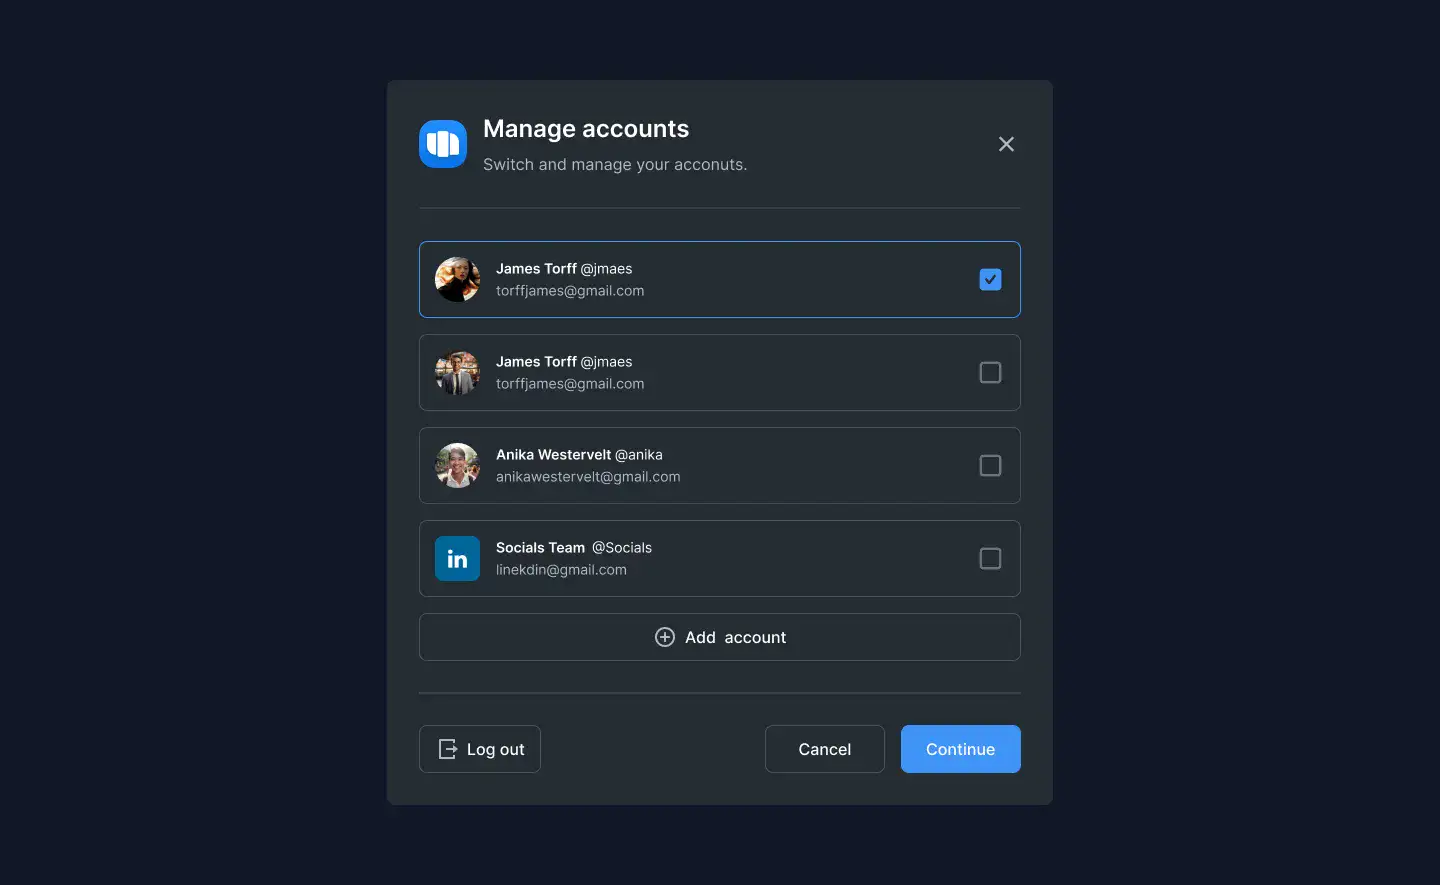 Manage accounts
Switch and manage your acconuts.
James Torff @jmaes
torffjames@gmail.com
James Torff @jmaes
torffjames@gmail.com
Anika Westervelt @anika
anikawestervelt@gmail.com
in
Socials Team @Socials
linekdin@gmail.com
Add account
Log out
Cancel
Continue